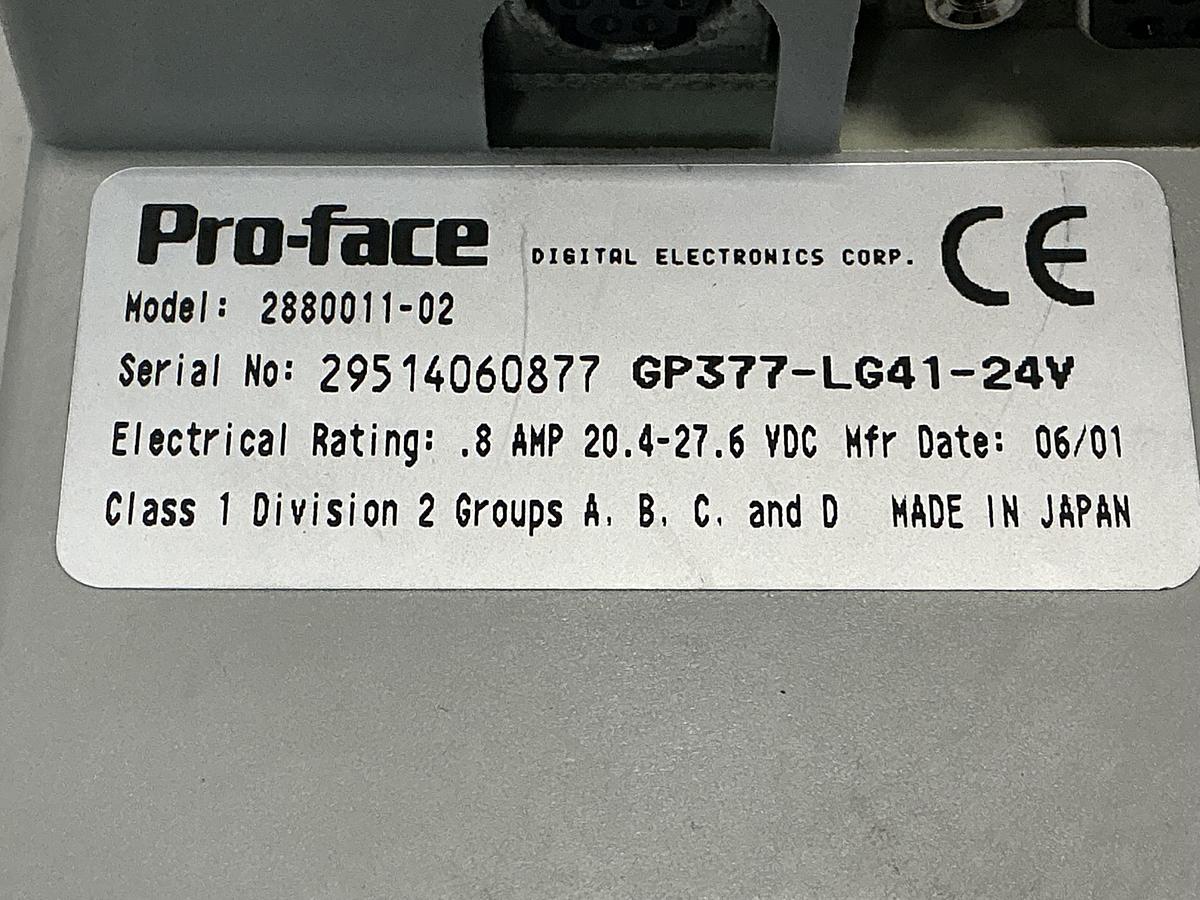 Pro-face DIGITAL ELECTRONICS CORP. CE
Model: 2880011-02
Serial No: 29514060877 GP377-LG41-24V
Electrical Rating: .8 AMP 20.4-27.6 VDC Mfr Date: 06/01
Class 1 Division 2 Groups A, B, C, and D MADE IN JAPAN